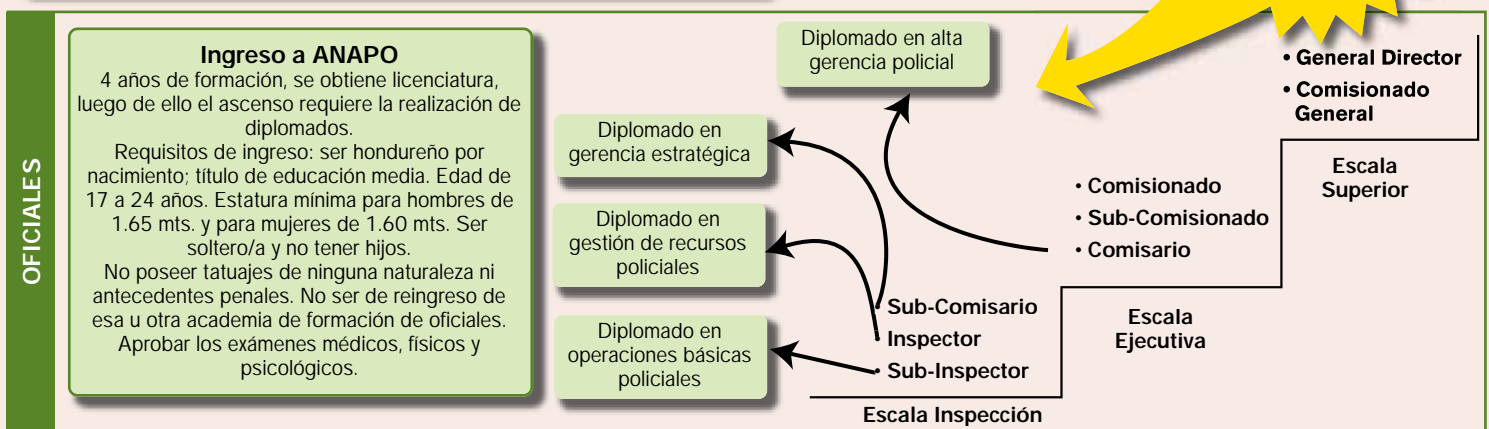 OFICIALES
Ingreso a ANAPO
4 años de formación, se obtiene licenciatura,
luego de ello el ascenso requiere la realización de
diplomados.
Requisitos de ingreso: ser hondureño por
nacimiento; título de educación media. Edad de
17 a 24 años. Estatura mínima para hombres de
1.65 mts. y para mujeres de 1.60 mts. Ser
soltero/a y no tener hijos.
No poseer tatuajes de ninguna naturaleza ni
antecedentes penales. No ser de reingreso de
esa u otra academia de formación de oficiales.
Aprobar los exámenes médicos, físicos y
psicológicos.
Diplomado en alta
gerencia policial
Diplomado en
gerencia estratégica
Diplomado en
gestión de recursos
policiales
Diplomado en
operaciones básicas
policiales
• Sub-Comisario
• Inspector
• Sub-Inspector
Escala Inspección
• Comisionado
• Sub-Comisionado
• Comisario
Escala
Ejecutiva
• General Director
• Comisionado
General
Escala
Superior